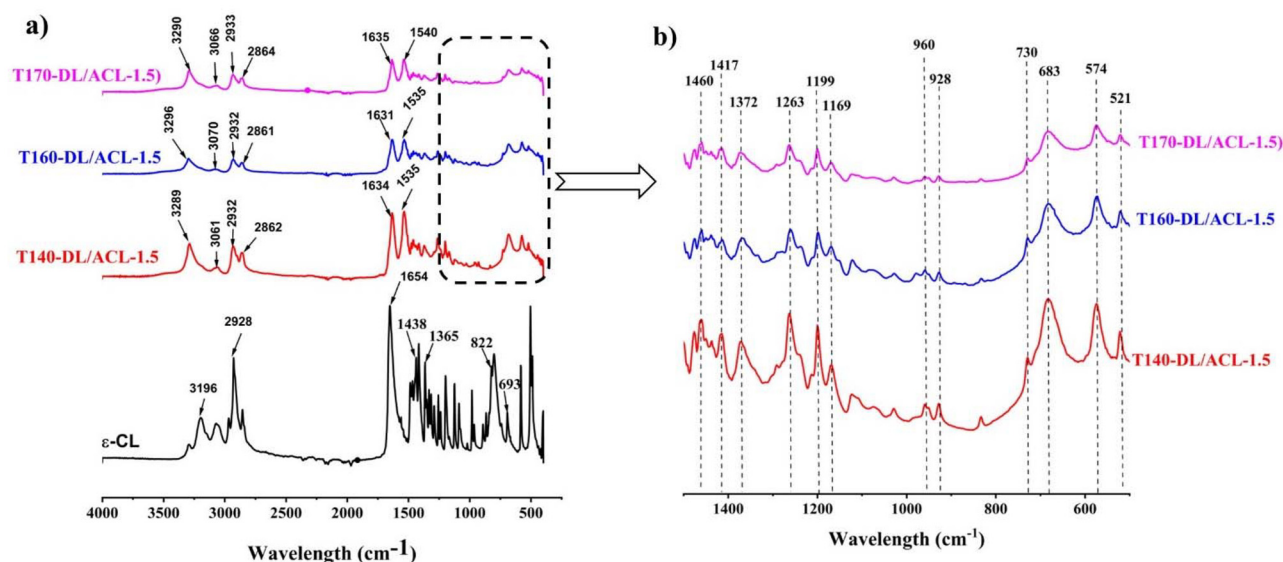 a)
3290
3066
2933
2864
1635
1540
T170-DL/ACL-1.5)
3296
3070
2932
2861
1631
1535
T160-DL/ACL-1.5
3289
3061
2932
2862
1634
1535
T140-DL/ACL-1.5
3196
2928
1654
1438
1365
822
693
ε-CL
4000 3500 3000 2500 2000 1500 1000 500
Wavelength (cm-1)
b)
1460
1417
1372
1263
1199
1169
960
928
730
683
574
521
T170-DL/ACL-1.5)
T160-DL/ACL-1.5
T140-DL/ACL-1.5
1400 1200 1000 800 600
Wavelength (cm-1)